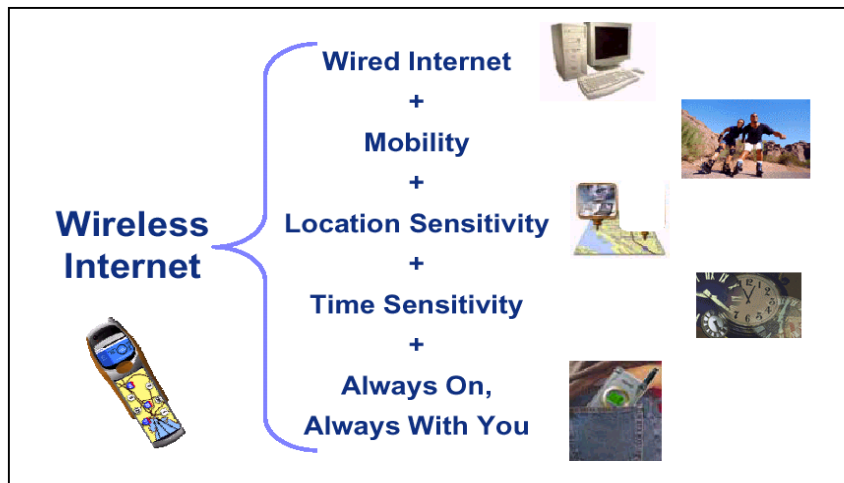 Wireless
Internet
Wired Internet
+
Mobility
+
Location Sensitivity
+
Time Sensitivity
+
Always On,
Always With You